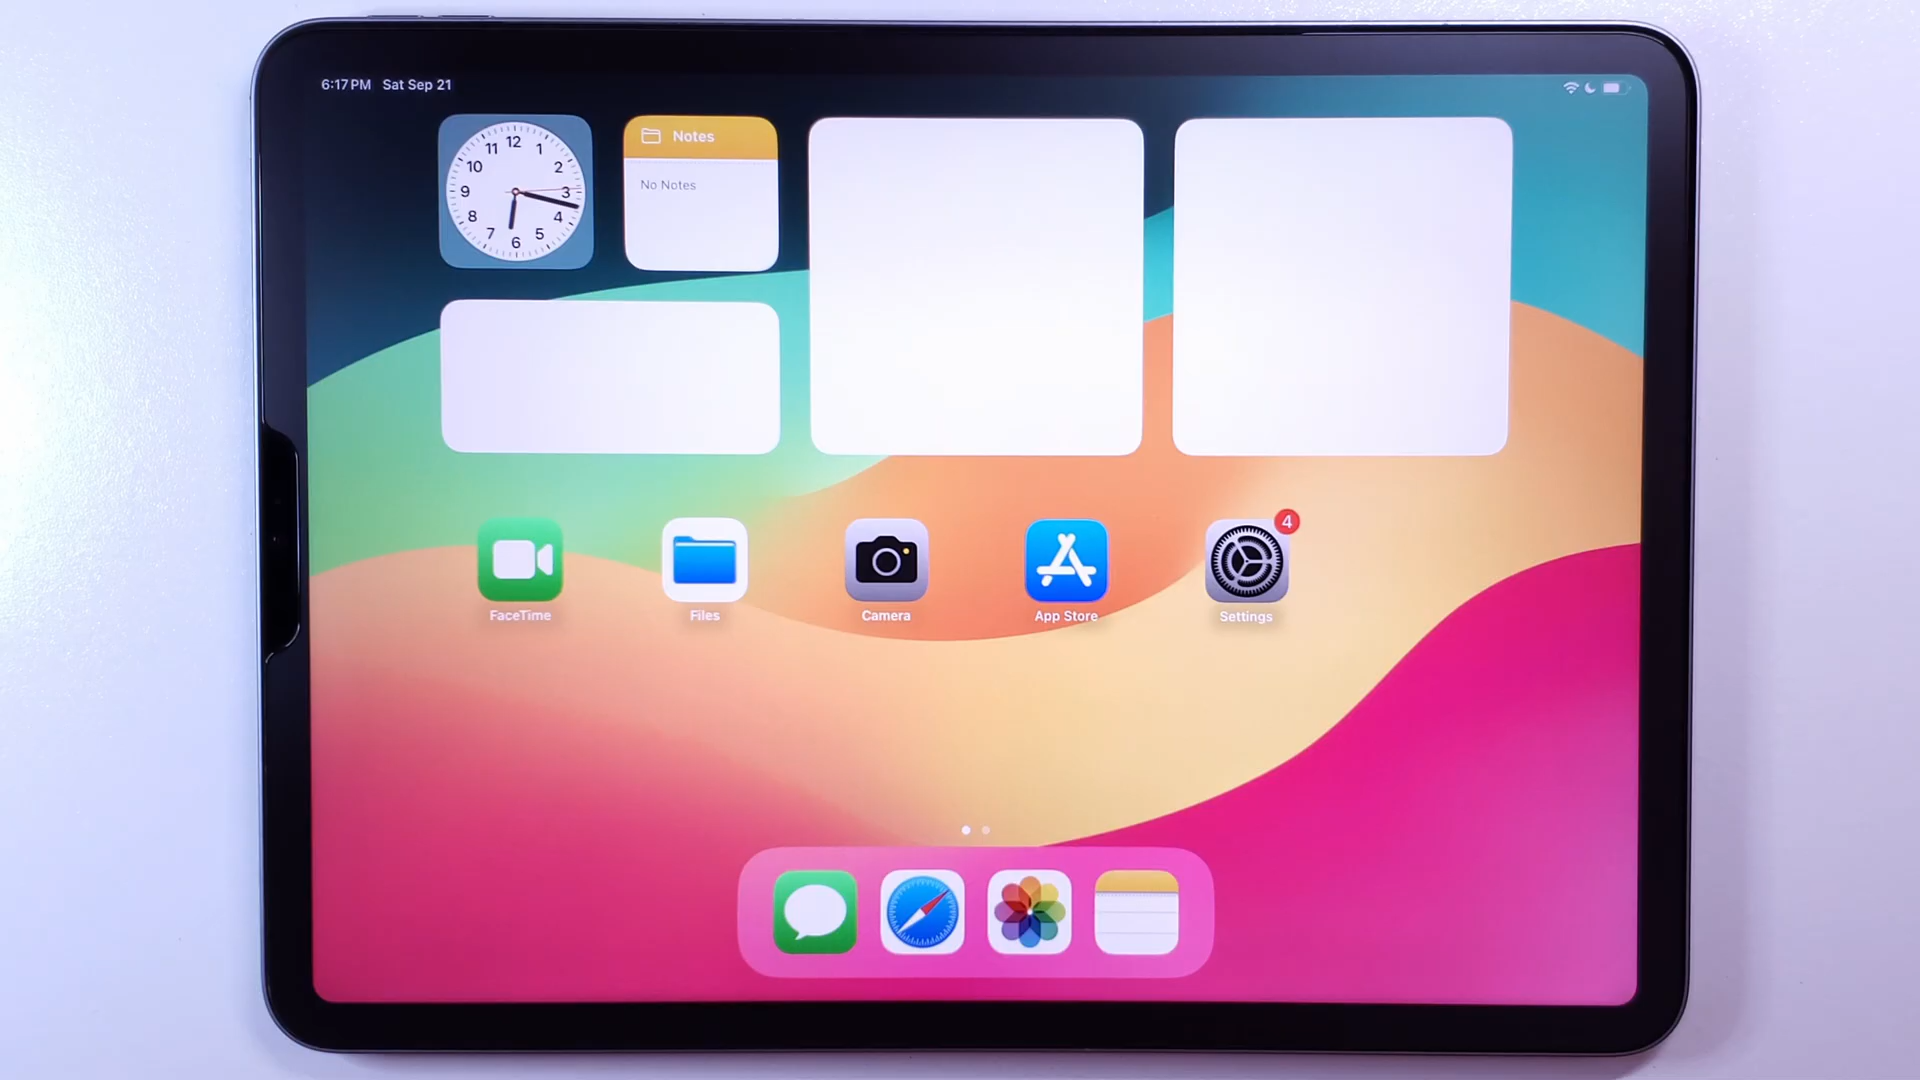 6:17 PM Sat Sep 21
12
11 1
10 2
9 3
8 4
7 5
6
Notes
No Notes
4
FaceTime
Files
Camera
App Store
Settings